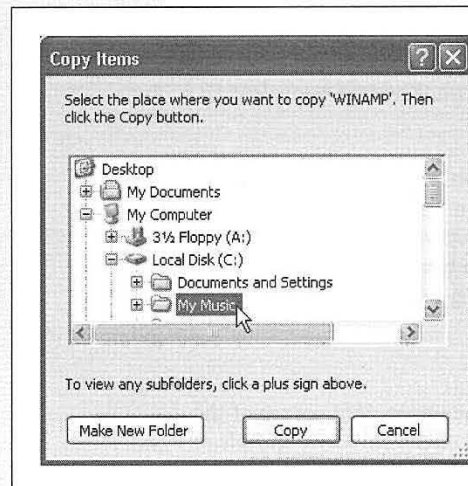 Copy Items
Select the place where you want to copy 'WINAMP'. Then
click the Copy button.
Desktop
My Documents
My Computer
3½ Floppy (A:)
Local Disk (C:)
Documents and Settings
My Music
To view any subfolders, click a plus sign above.
Make New Folder Copy Cancel